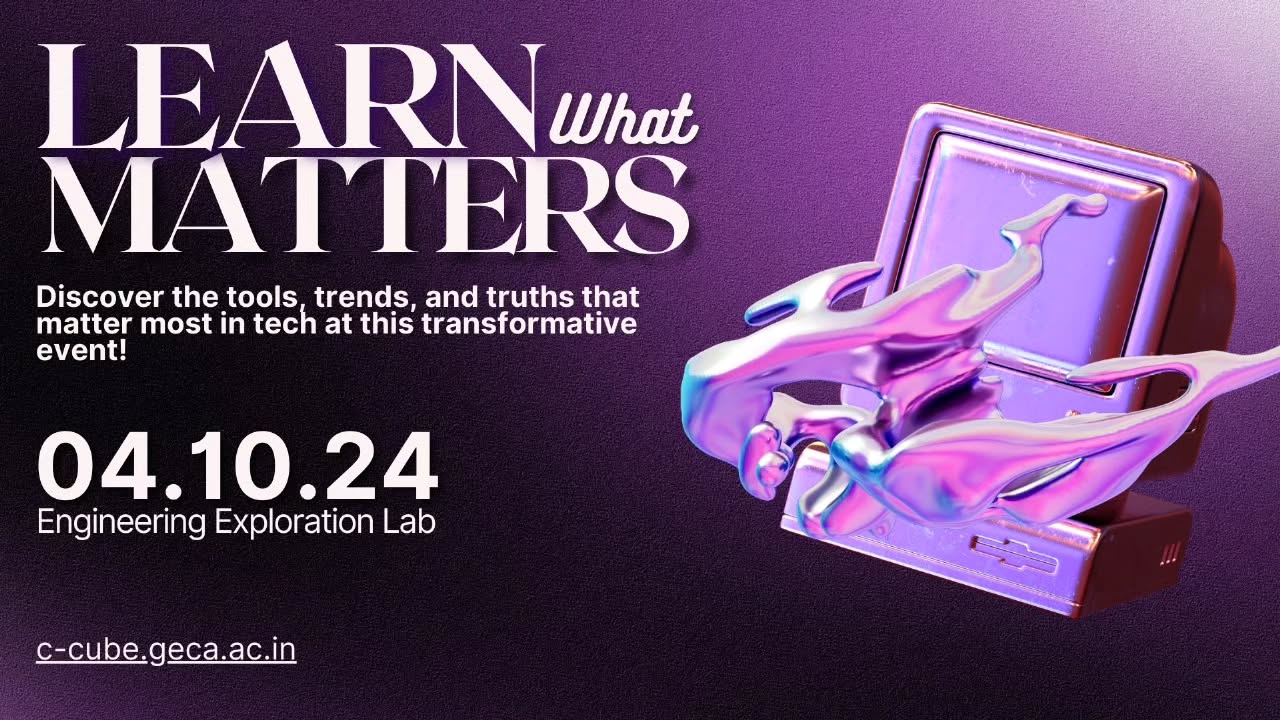 LEARN What
MATTERS
Discover the tools, trends, and truths that
matter most in tech at this transformative
event!
04.10.24
Engineering Exploration Lab
c-cube.geca.ac.in